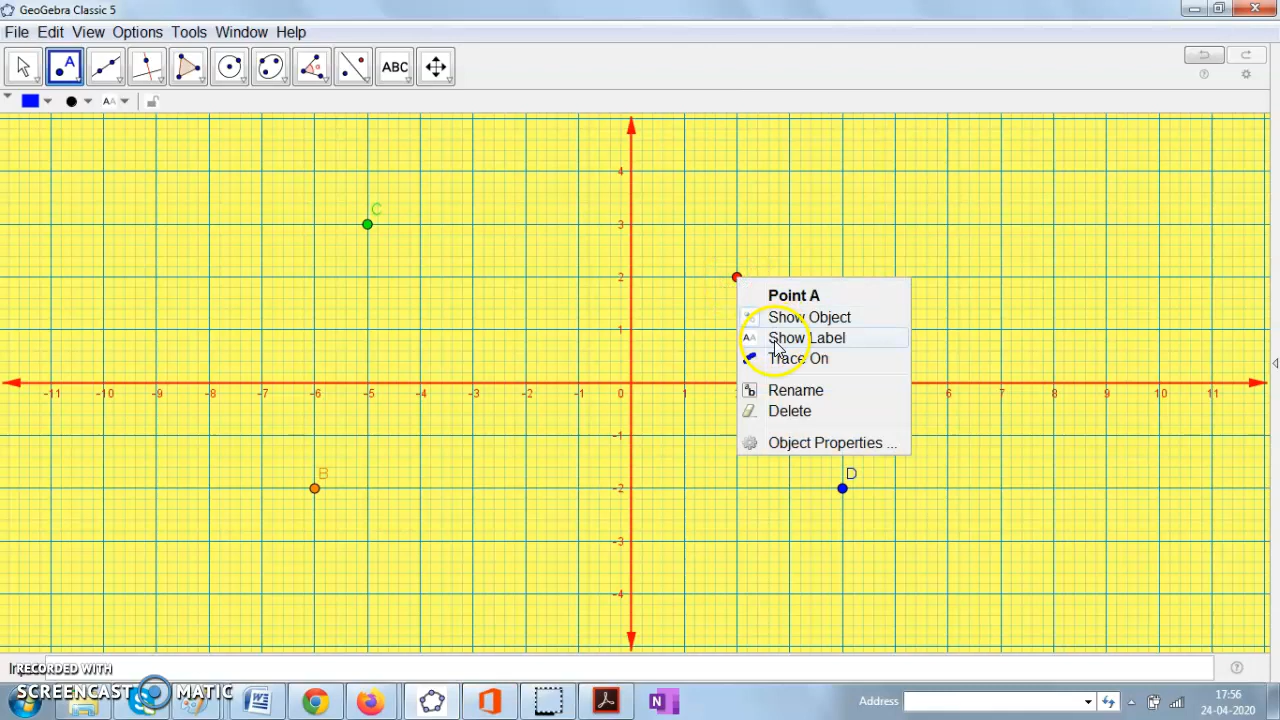 GeoGebra Classic 5
File Edit View Options Tools Window Help
A
ABC
AA
4
3
2
1
-11 -10 -9 -8 -7 -6 -5 -4 -3 -2 -1 0 1 6 7 8 9 10 11
-1
-2
-3
-4
C
B
D
Point A
Show Object
AA Show Label
Trace On
Rename
Delete
Object Properties ...
RECORDED WITH
SCREENCAST MATIC
Address
17:56
24-04-2020